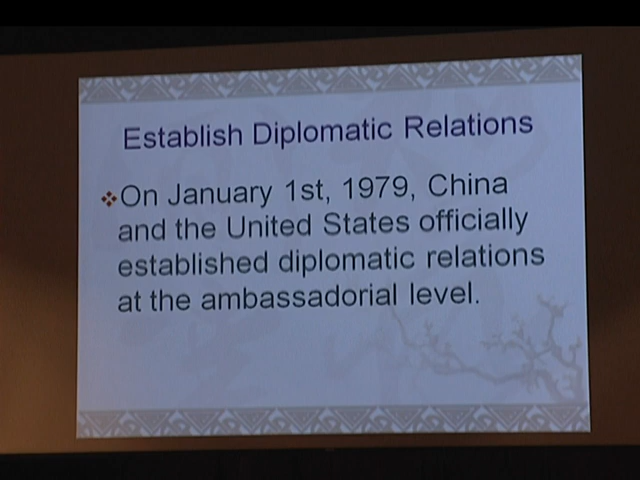 Establish Diplomatic Relations
On January 1st, 1979, China
and the United States officially
established diplomatic relations
at the ambassadorial level.